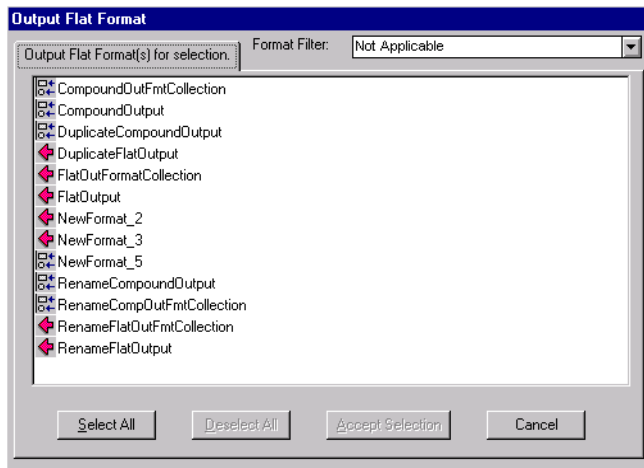 Output Flat Format
Output Flat Format(s) for selection.
Format Filter:
Not Applicable
CompoundOutFmtCollection
CompoundOutput
DuplicateCompoundOutput
DuplicateFlatOutput
FlatOutFormatCollection
FlatOutput
NewFormat_2
NewFormat_3
NewFormat_5
RenameCompoundOutput
RenameCompOutFmtCollection
RenameFlatOutFmtCollection
RenameFlatOutput
Select All
Deselect All
Accept Selection
Cancel